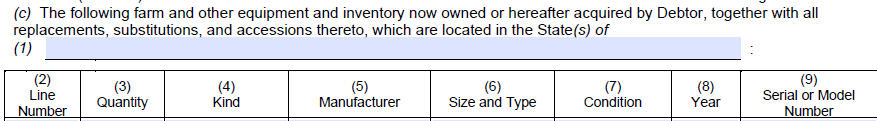 (c) The following farm and other equipment and inventory now owned or hereafter acquired by Debtor, together with all
replacements, substitutions, and accessions thereto, which are located in the State(s) of
(1) :
(2) Line Number
(3) Quantity
(4) Kind
(5) Manufacturer
(6) Size and Type
(7) Condition
(8) Year
(9) Serial or Model Number